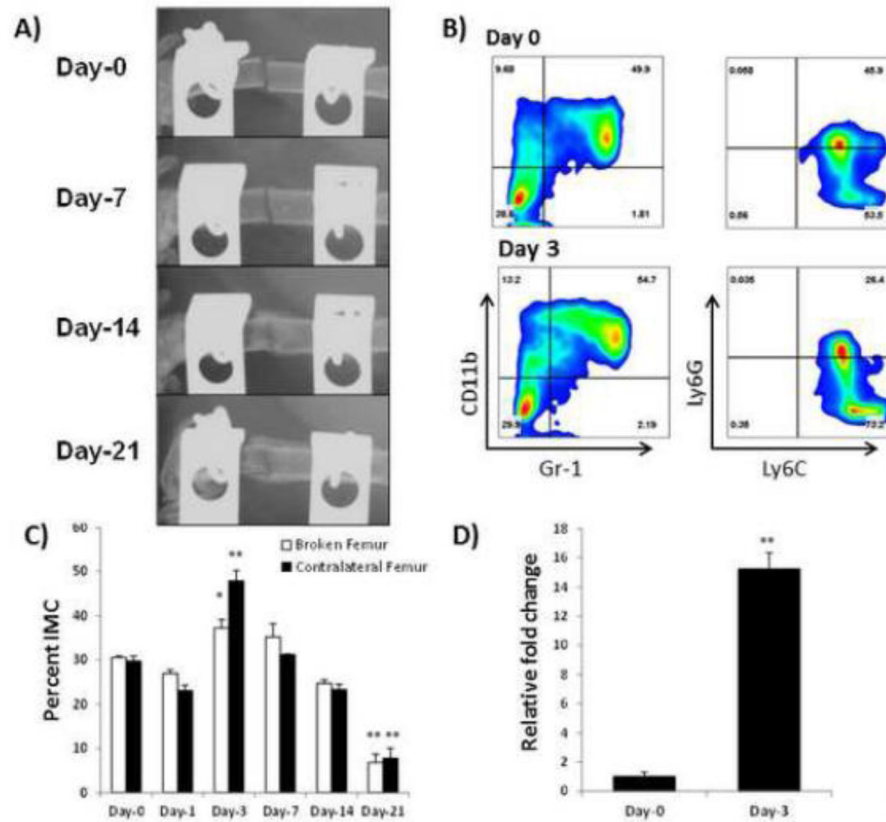 A)
Day-0
Day-7
Day-14
Day-21
B)
Day 0
9.68 49.9
28.6 1.81
0.058 45.9
0.56 53.5
Day 3
13.2 54.7
29.9 2.19
0.035 26.4
0.35 73.2
CD11b
Gr-1
Ly6G
Ly6C
C)
Percent IMC
60
50
40
30
20
10
0
Broken Femur
Contralateral Femur
*
**
** **
Day-0 Day-1 Day-3 Day-7 Day-14 Day-21
D)
Relative fold change
18
16
14
12
10
8
6
4
2
0
**
Day-0 Day-3